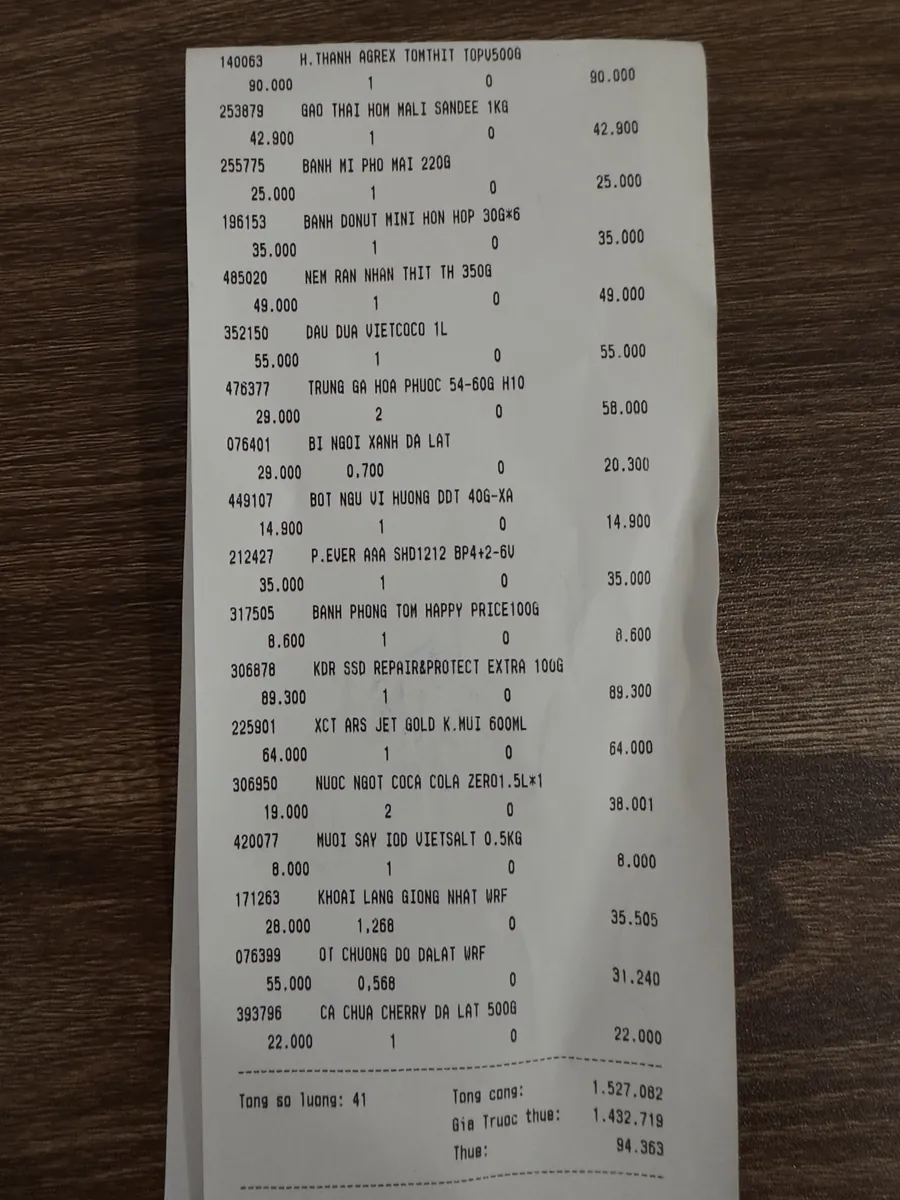 140063 H.THANH AGREX TOMTHIT TOPV500G
90.000 1 0 90.000
253879 GAO THAI HOM MALI SANDEE 1KG
42.900 1 0 42.900
255775 BANH MI PHO MAI 220G
25.000 1 0 25.000
196153 BANH DONUT MINI HON HOP 30G*6
35.000 1 0 35.000
485020 NEM RAN NHAN THIT TH 350G
49.000 1 0 49.000
352150 DAU DUA VIETCOCO 1L
55.000 1 0 55.000
476377 TRUNG GA HOA PHUOC 54-60G H10
29.000 2 0 58.000
076401 BI NGOI XANH DA LAT
29.000 0,700 0 20.300
449107 BOT NGU VI HUONG DDT 40G-XA
14.900 1 0 14.900
212427 P.EVER AAA SHD1212 BP4+2-6V
35.000 1 0 35.000
317505 BANH PHONG TOM HAPPY PRICE100G
8.600 1 0 8.600
306878 KDR SSD REPAIR&PROTECT EXTRA 100G
89.300 1 0 89.300
225901 XCT ARS JET GOLD K.MUI 600ML
64.000 1 0 64.000
306950 NUOC NGOT COCA COLA ZERO1.5L*1
19.000 2 0 38.001
420077 MUOI SAY IOD VIETSALT 0.5KG
8.000 1 0 8.000
171263 KHOAI LANG GIONG NHAT WRF
28.000 1,268 0 35.505
076399 OT CHUONG DO DALAT WRF
55.000 0,568 0 31.240
393796 CA CHUA CHERRY DA LAT 500G
22.000 1 0 22.000
Tong so luong: 41 Tong cong: 1.527.082
Gia Truoc thue: 1.432.719
Thue: 94.363